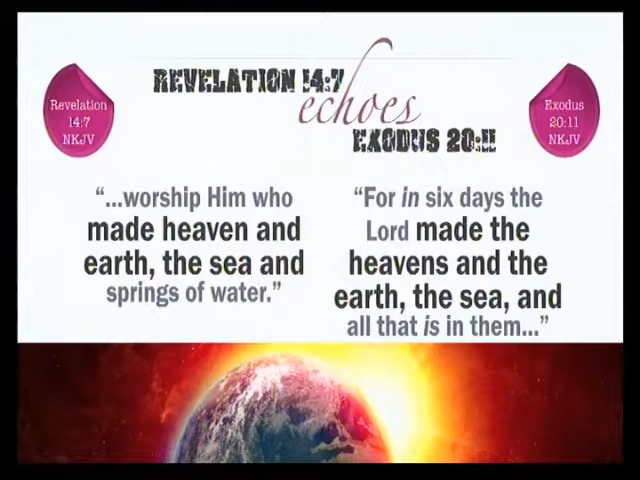 REVELATION 14:7
echoes
EXODUS 20:11
Revelation
14:7
NKJV
Exodus
20:11
NKJV
“...worship Him who
made heaven and
earth, the sea and
springs of water.”
“For in six days the
Lord made the
heavens and the
earth, the sea, and
all that is in them...”